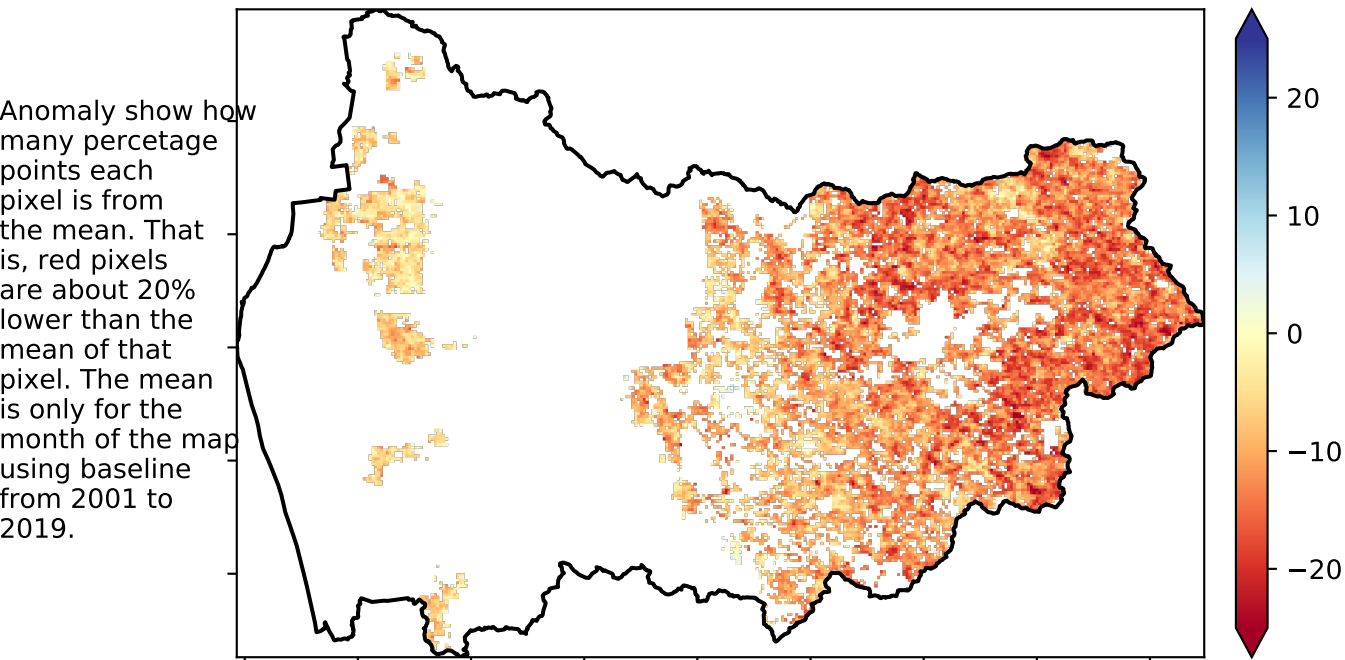 Anomaly show how
many percetage
points each
pixel is from
the mean. That
is, red pixels
are about 20%
lower than the
mean of that
pixel. The mean
is only for the
month of the map
using baseline
from 2001 to
2019.
20
10
0
−10
−20